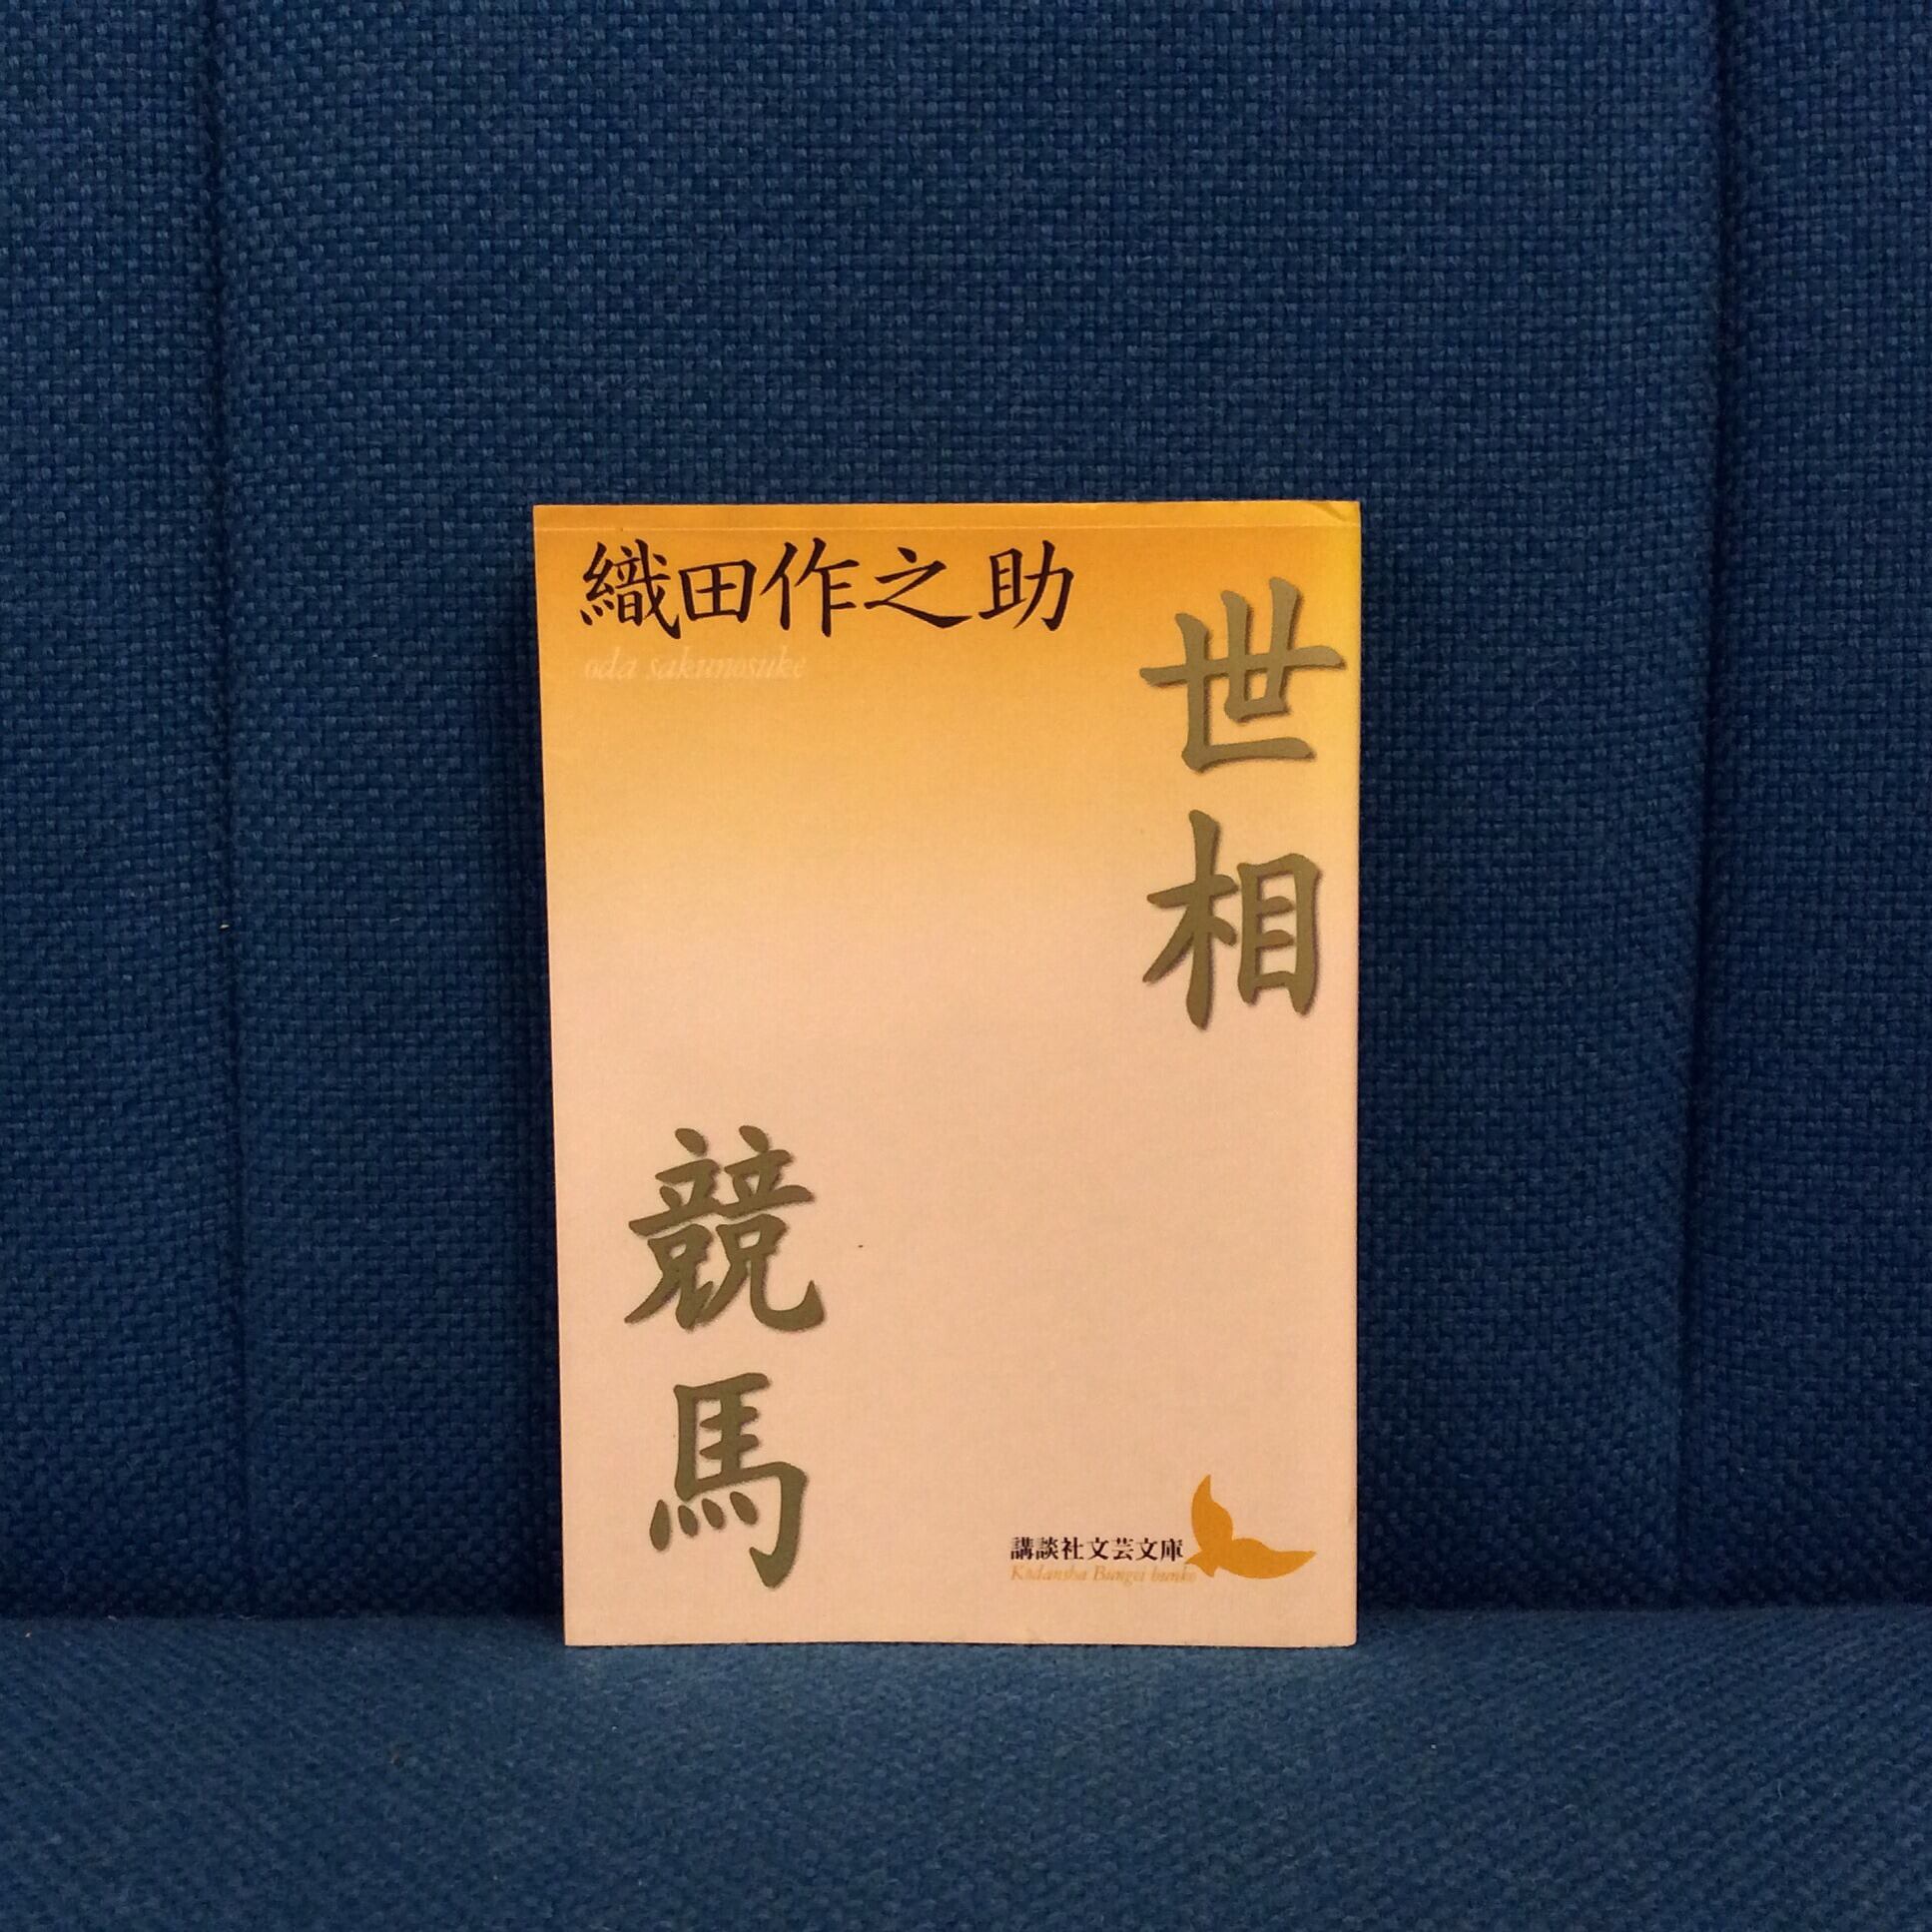 織田作之助
oda sakunosuke
世相
競馬
講談社文芸文庫
Kōdansha Bungei bunko